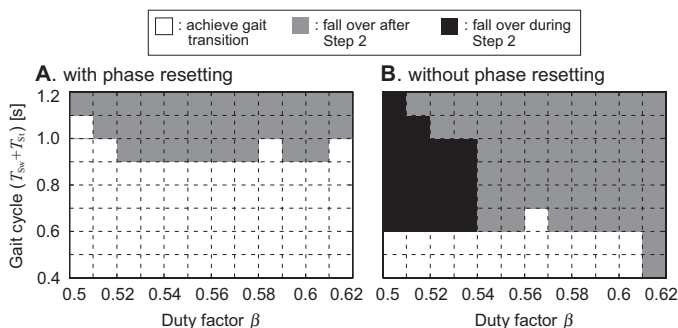 : achieve gait transition
: fall over after Step 2
: fall over during Step 2
A. with phase resetting
B. without phase resetting
Gait cycle (T_Sw+T_St) [s]
1.2
1.0
0.8
0.6
0.4
0.5 0.52 0.54 0.56 0.58 0.6 0.62
Duty factor β
0.5 0.52 0.54 0.56 0.58 0.6 0.62
Duty factor β